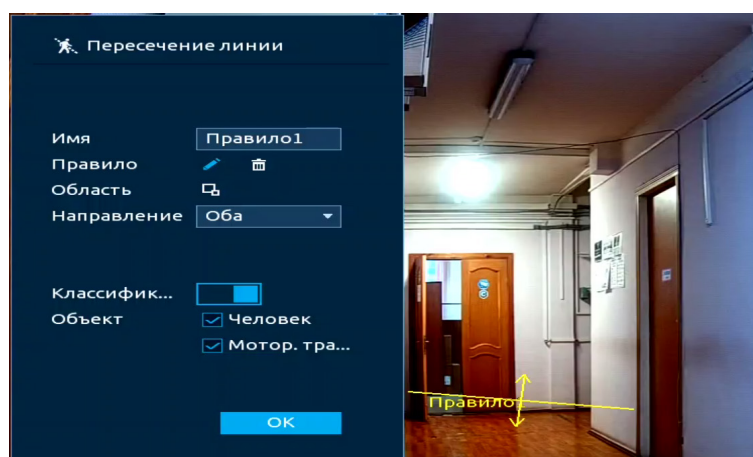 Пересечение линии
Имя Правило1
Правило
Область
Направление Оба
Классифик...
Объект Человек
Мотор. тра...
OK
Правило